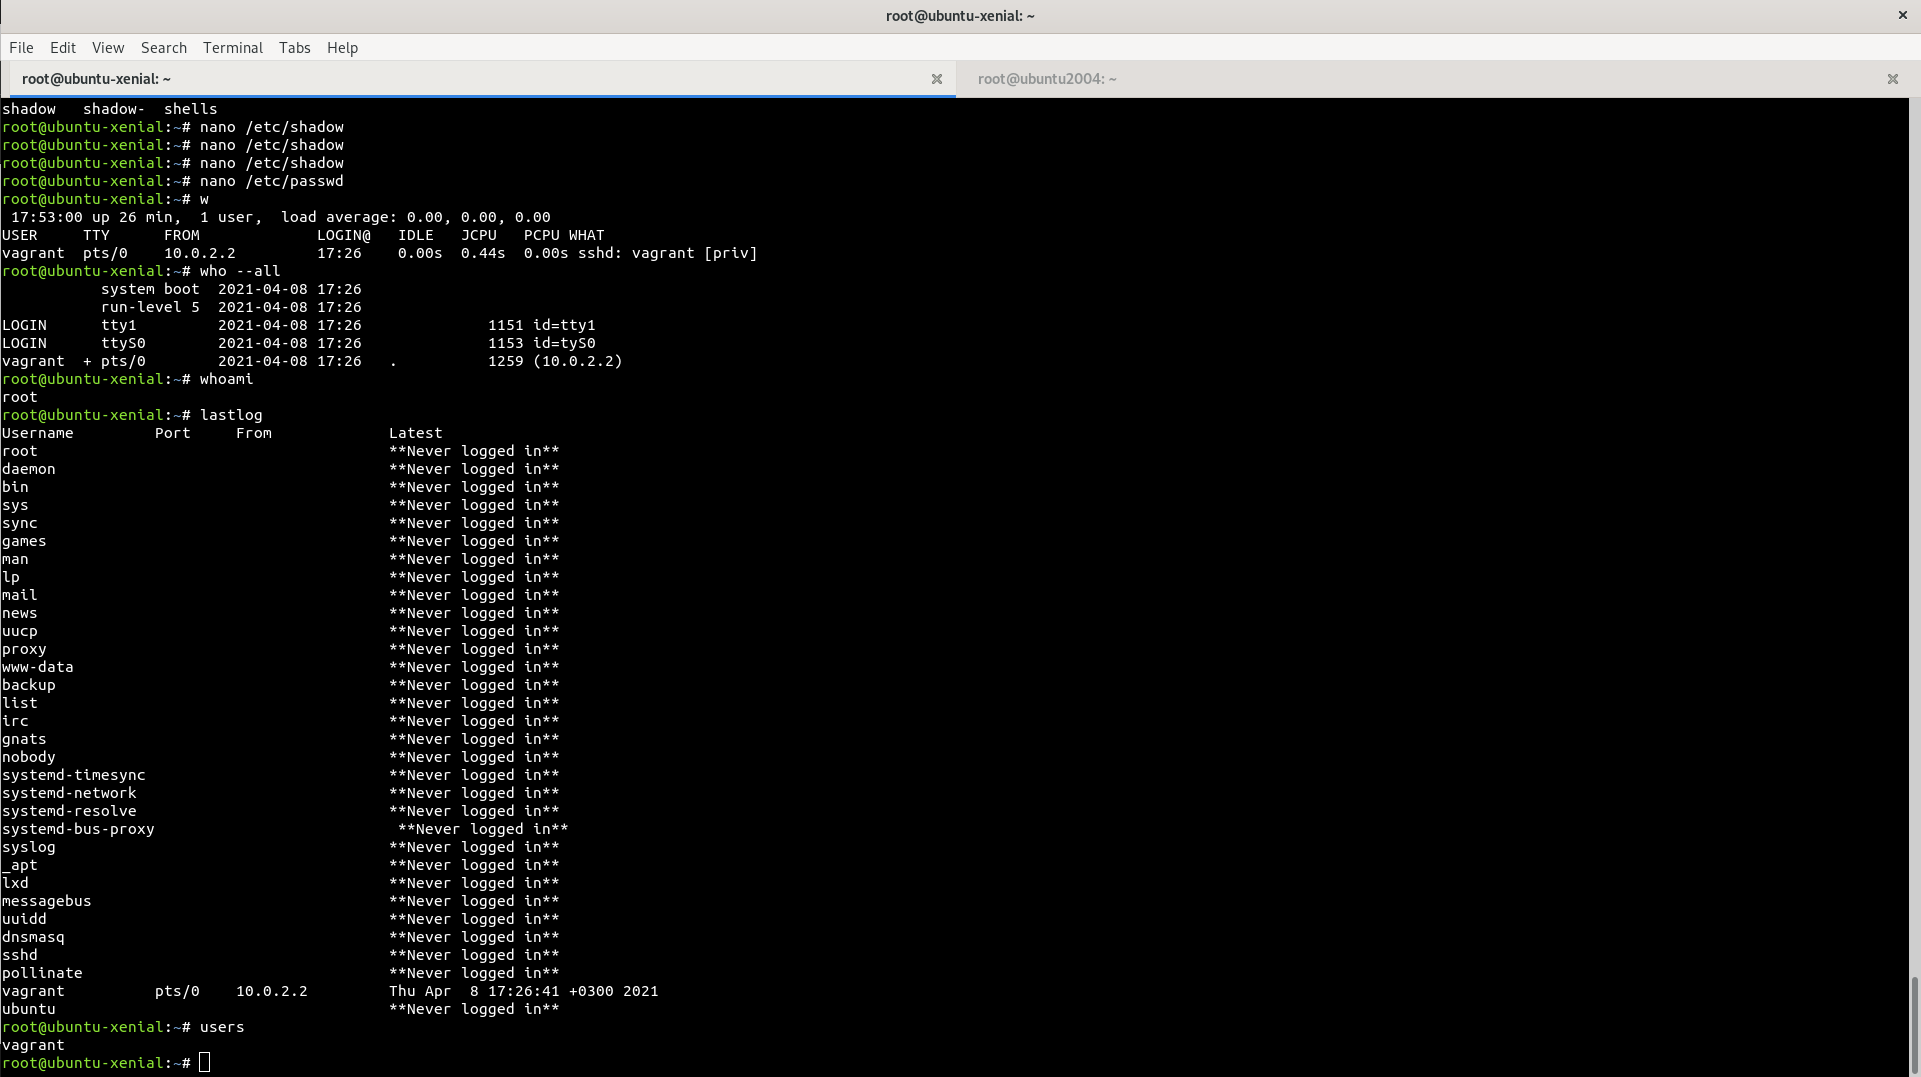 root@ubuntu-xenial: ~
File Edit View Search Terminal Tabs Help
root@ubuntu-xenial: ~
root@ubuntu2004: ~
shadow   shadow-  shells
root@ubuntu-xenial:~# nano /etc/shadow
root@ubuntu-xenial:~# nano /etc/shadow
root@ubuntu-xenial:~# nano /etc/shadow
root@ubuntu-xenial:~# nano /etc/passwd
root@ubuntu-xenial:~# w
 17:53:00 up 26 min,  1 user,  load average: 0.00, 0.00, 0.00
USER     TTY      FROM             LOGIN@   IDLE   JCPU   PCPU WHAT
vagrant  pts/0    10.0.2.2         17:26    0.00s  0.44s  0.00s sshd: vagrant [priv]
root@ubuntu-xenial:~# who --all
           system boot  2021-04-08 17:26
           run-level 5  2021-04-08 17:26
LOGIN      tty1         2021-04-08 17:26              1151 id=tty1
LOGIN      ttyS0        2021-04-08 17:26              1153 id=tyS0
vagrant  + pts/0        2021-04-08 17:26   .          1259 (10.0.2.2)
root@ubuntu-xenial:~# whoami
root
root@ubuntu-xenial:~# lastlog
Username         Port     From             Latest
root                                       **Never logged in**
daemon                                     **Never logged in**
bin                                        **Never logged in**
sys                                        **Never logged in**
sync                                       **Never logged in**
games                                      **Never logged in**
man                                        **Never logged in**
lp                                         **Never logged in**
mail                                       **Never logged in**
news                                       **Never logged in**
uucp                                       **Never logged in**
proxy                                      **Never logged in**
www-data                                   **Never logged in**
backup                                     **Never logged in**
list                                       **Never logged in**
irc                                        **Never logged in**
gnats                                      **Never logged in**
nobody                                     **Never logged in**
systemd-timesync                           **Never logged in**
systemd-network                            **Never logged in**
systemd-resolve                            **Never logged in**
systemd-bus-proxy                           **Never logged in**
syslog                                     **Never logged in**
_apt                                       **Never logged in**
lxd                                        **Never logged in**
messagebus                                 **Never logged in**
uuidd                                      **Never logged in**
dnsmasq                                    **Never logged in**
sshd                                       **Never logged in**
pollinate                                  **Never logged in**
vagrant          pts/0    10.0.2.2         Thu Apr  8 17:26:41 +0300 2021
ubuntu                                     **Never logged in**
root@ubuntu-xenial:~# users
vagrant
root@ubuntu-xenial:~#